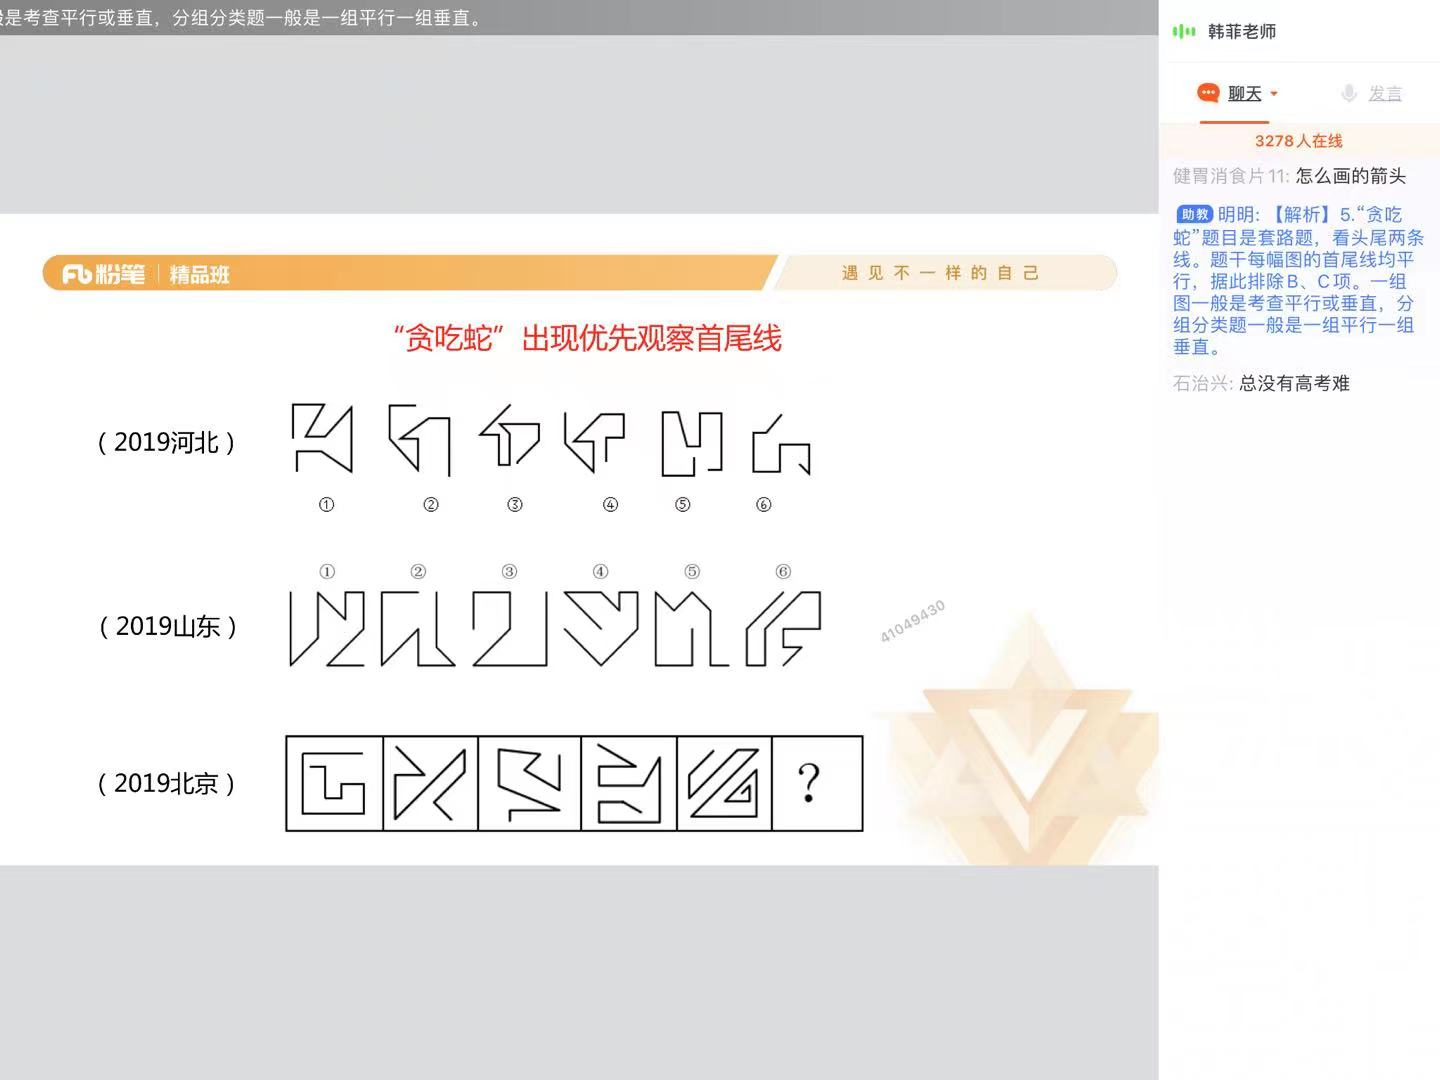 是考查平行或垂直，分组分类题一般是一组平行一组垂直。
韩菲老师
聊天
发言
3278人在线
健胃消食片11: 怎么画的箭头
助教 明明: 【解析】5.“贪吃
蛇”题目是套路题，看头尾两条
线。题干每幅图的首尾线均平
行，据此排除B、C项。一组
图一般是考查平行或垂直，分
组分类题一般是一组平行一组
垂直。
石治兴: 总没有高考难
粉笔 精品班
遇见不一样的自己
“贪吃蛇”出现优先观察首尾线
（2019河北）
① ② ③ ④ ⑤ ⑥
① ② ③ ④ ⑤ ⑥
（2019山东）
41049430
（2019北京）
?